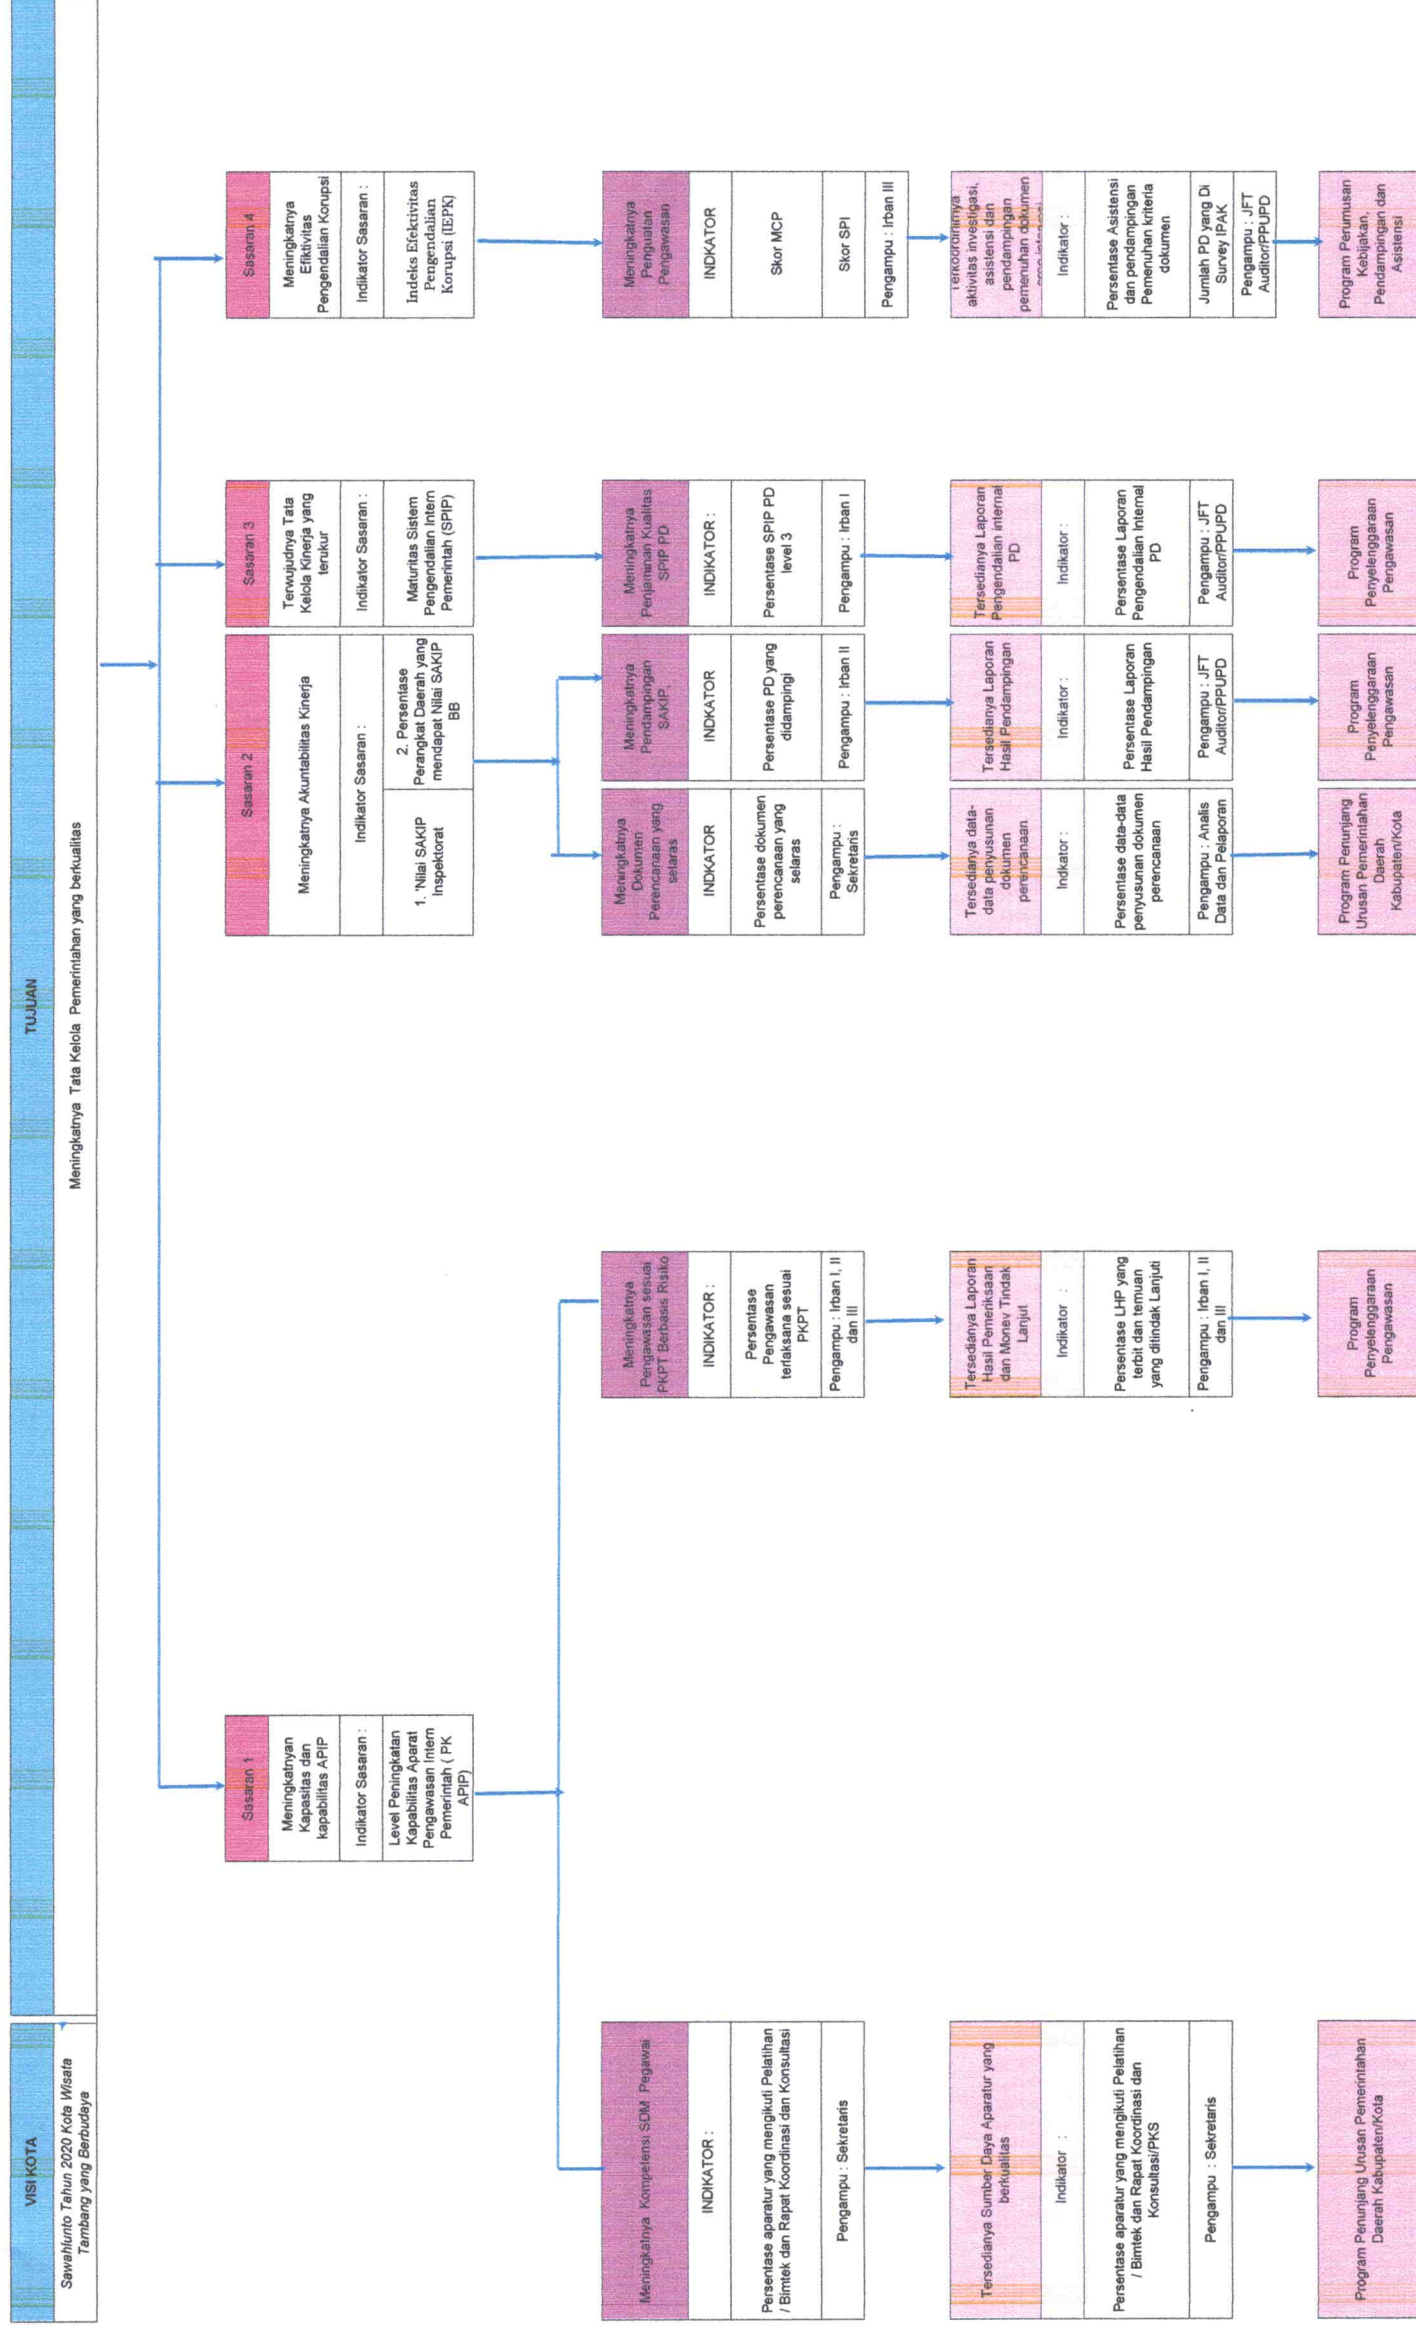 VISI KOTA
Sawahlunto Tahun 2020 Kota Wisata
Tambang yang Berbudaya
TUJUAN
Meningkatnya Tata Kelola Pemerintahan yang berkualitas
Sasaran 1
Meningkatnyan
Kapasitas dan
kapabilitas APIP
Indikator Sasaran :
Level Peningkatan
Kapabilitas Aparat
Pengawasan Intern
Pemerintah ( PK
APIP)
Sasaran 2
Meningkatnya Akuntabilitas Kinerja
Indikator Sasaran :
1. 'Nilai SAKIP
Inspektorat
2. Persentase
Perangkat Daerah yang
mendapat Nilai SAKIP
BB
Sasaran 3
Terwujudnya Tata
Kelola Kinerja yang
terukur
Indikator Sasaran :
Maturitas Sistem
Pengendalian Intern
Pemerintah (SPIP)
Sasaran 4
Meningkatnya
Efiktivitas
Pengendalian Korupsi
Indikator Sasaran :
Indeks Efektivitas
Pengendalian
Korupsi (IEPK)
Meningkatnya Kompetensi SDM Pegawai
INDIKATOR :
Persentase aparatur yang mengikuti Pelatihan
/ Bimtek dan Rapat Koordinasi dan Konsultasi
Pengampu : Sekretaris
Meningkatnya
Pengawasan sesuai
PKPT Berbasis Risiko
INDIKATOR :
Persentase
Pengawasan
terlaksana sesuai
PKPT
Pengampu : Irban I, II
dan III
Meningkatnya
Dokumen
Perencanaan yang
selaras
INDKATOR
Persentase dokumen
perencanaan yang
selaras
Pengampu :
Sekretaris
Meningkatnya
Pendampingan
SAKIP
INDKATOR
Persentase PD yang
didampingi
Pengampu : Irban II
Meningkatnya
Penjaminan Kualitas
SPIP PD
INDIKATOR :
Persentase SPIP PD
level 3
Pengampu : Irban I
Meningkatnya
Penguatan
Pengawasan
INDKATOR
Skor MCP
Skor SPI
Pengampu : Irban III
Tersedianya Sumber Daya Aparatur yang
berkualitas
Indikator :
Persentase aparatur yang mengikuti Pelatihan
/ Bimtek dan Rapat Koordinasi dan
Konsultasi/PKS
Pengampu : Sekretaris
Tersedianya Laporan
Hasil Pemeriksaan
dan Monev Tindak
Lanjut
Indikator :
Persentase LHP yang
terbit dan temuan
yang ditindak Lanjuti
Pengampu : Irban I, II
dan III
Tersedianya data-
data penyusunan
dokumen
perencanaan
Indkator :
Persentase data-data
penyusunan dokumen
perencanaan
Pengampu : Analis
Data dan Pelaporan
Tersedianya Laporan
Hasil Pendampingan
Indikator :
Persentase Laporan
Hasil Pendampingan
Pengampu : JFT
Auditor/PPUPD
Tersedianya Laporan
Pengendalian internal
PD
Indikator :
Persentase Laporan
Pengendalian Internal
PD
Pengampu : JFT
Auditor/PPUPD
Terkoordinirnya
aktivitas investigasi,
asistensi dan
pendampingan
pemenuhan dokumen
Indikator :
Persentase Asistensi
dan pendampingan
Pemenuhan kriteria
dokumen
Jumlah PD yang Di
Survey IPAK
Pengampu : JFT
Auditor/PPUPD
Program Penunjang Urusan Pemerintahan
Daerah Kabupaten/Kota
Program
Penyelenggaraan
Pengawasan
Program Penunjang
Urusan Pemerintahan
Daerah
Kabupaten/Kota
Program
Penyelenggaraan
Pengawasan
Program
Penyelenggaraan
Pengawasan
Program Perumusan
Kebijakan,
Pendampingan dan
Asistensi